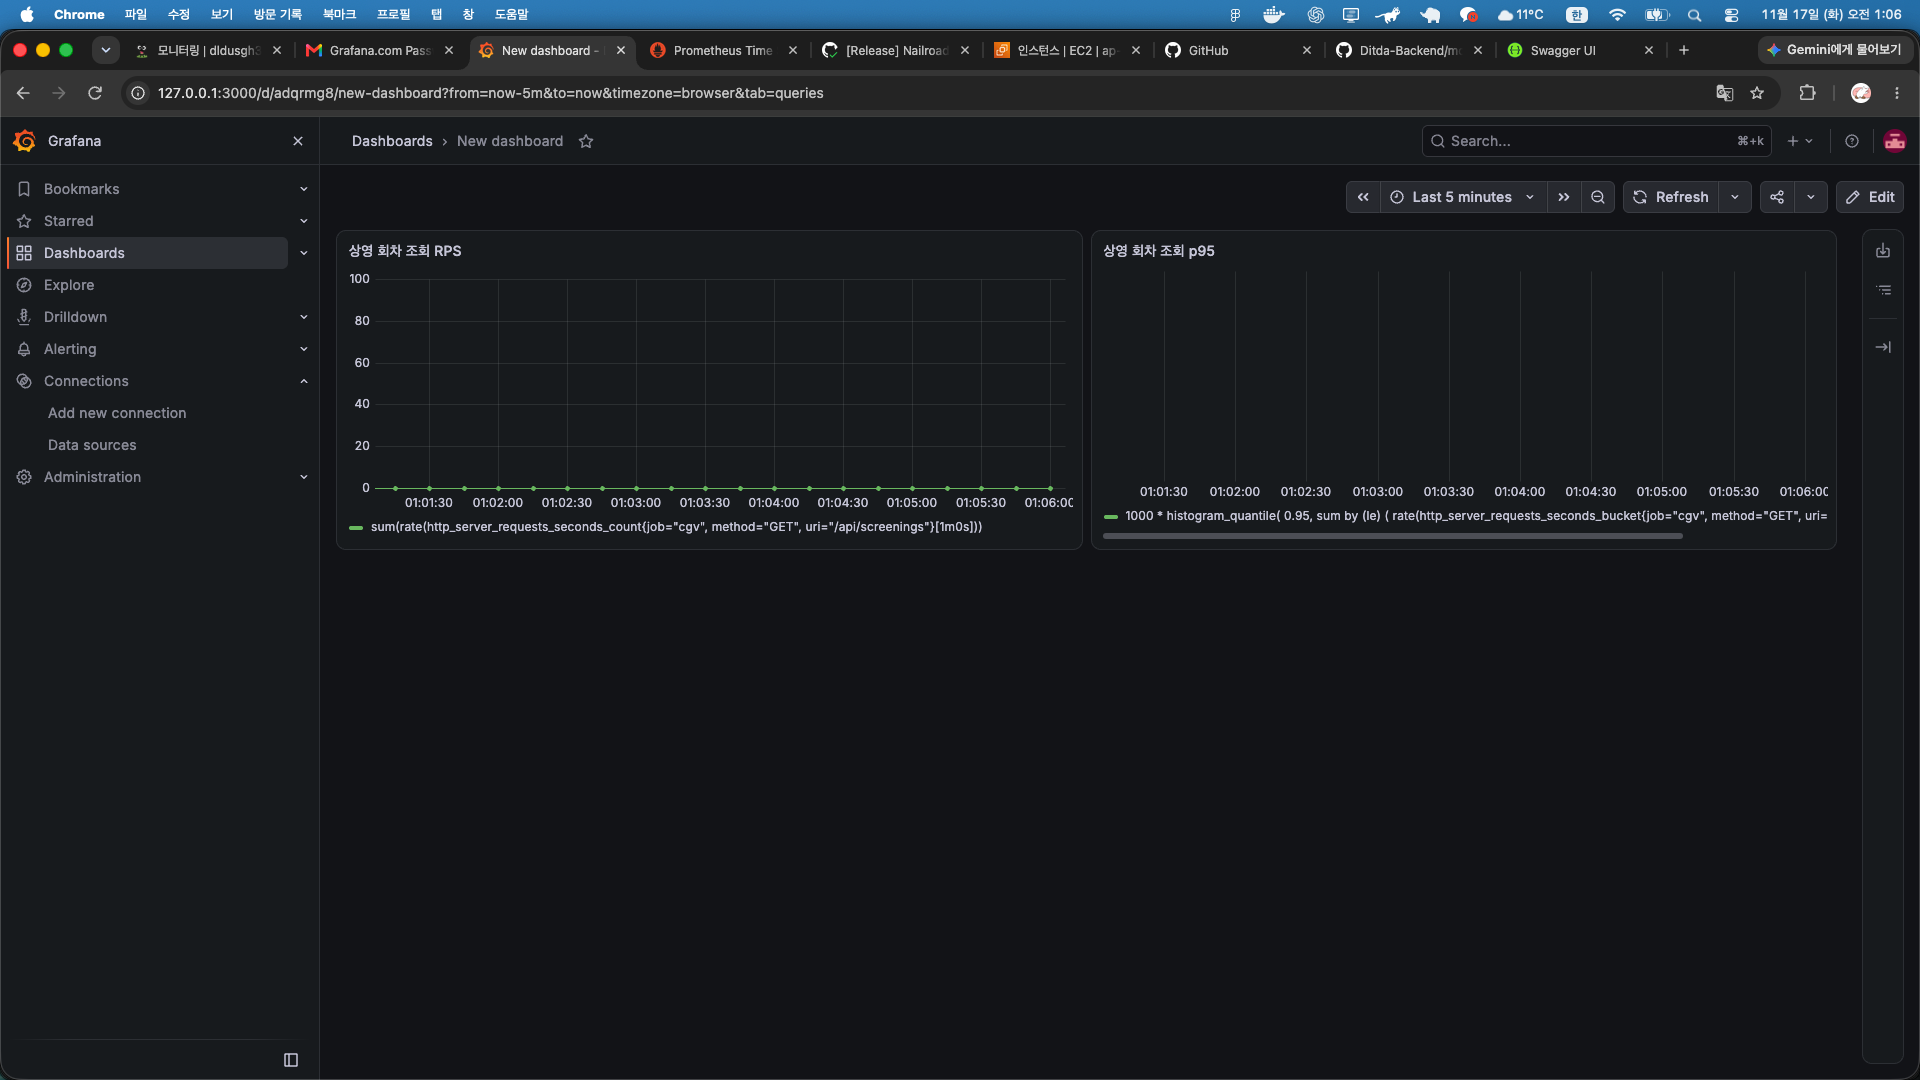 Chrome 파일 수정 보기 방문 기록 북마크 프로필 탭 창 도움말 11°C 한 11월 17일 (화) 오전 1:06
모니터링 | dldusgh Grafana.com Pass New dashboard - Prometheus Time [Release] Nailroad 인스턴스 | EC2 | ap- GitHub Ditda-Backend/mo Swagger UI Gemini에게 물어보기
127.0.0.1:3000/d/adqrmg8/new-dashboard?from=now-5m&to=now&timezone=browser&tab=queries
Grafana
Dashboards › New dashboard
Search... ⌘+k
Bookmarks
Starred
Dashboards
Explore
Drilldown
Alerting
Connections
Add new connection
Data sources
Administration
Last 5 minutes Refresh Edit
상영 회차 조회 RPS
100
80
60
40
20
0
01:01:30 01:02:00 01:02:30 01:03:00 01:03:30 01:04:00 01:04:30 01:05:00 01:05:30 01:06:00
sum(rate(http_server_requests_seconds_count{job="cgv", method="GET", uri="/api/screenings"}[1m0s]))
상영 회차 조회 p95
01:01:30 01:02:00 01:02:30 01:03:00 01:03:30 01:04:00 01:04:30 01:05:00 01:05:30 01:06:00
1000 * histogram_quantile( 0.95, sum by (le) ( rate(http_server_requests_seconds_bucket{job="cgv", method="GET", uri=